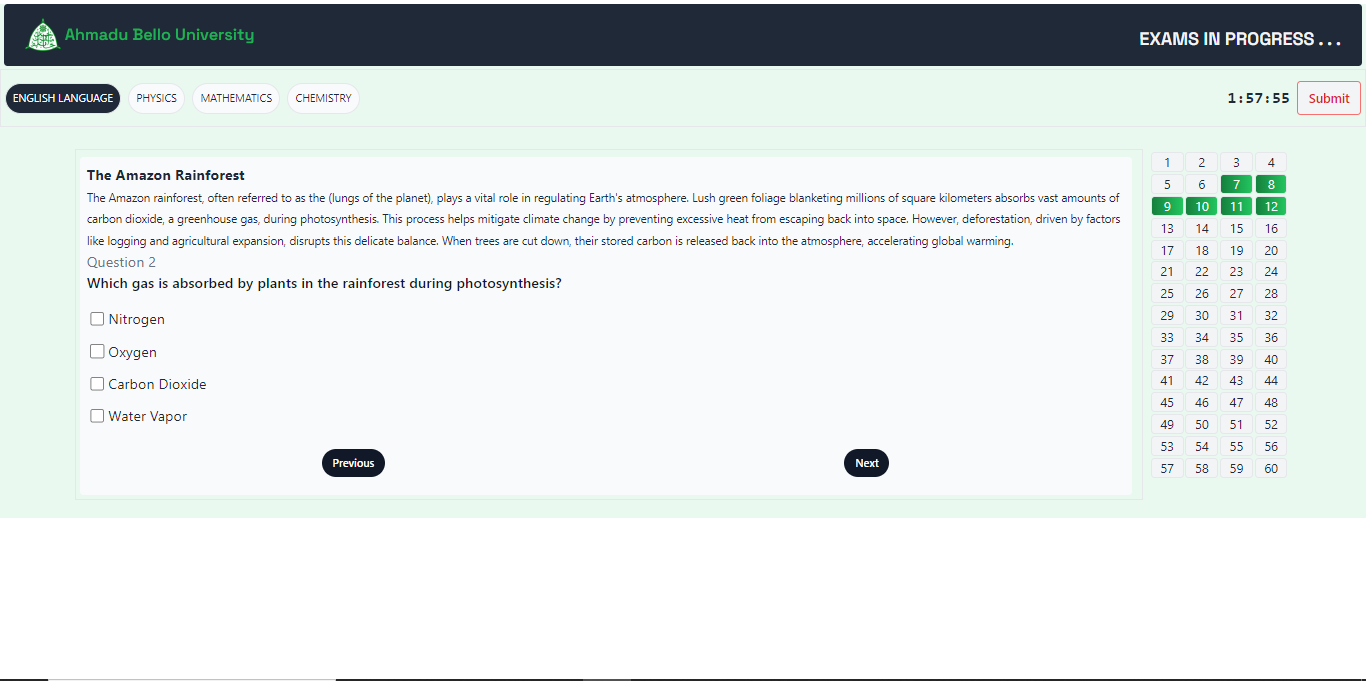 Ahmadu Bello University
EXAMS IN PROGRESS . . .
ENGLISH LANGUAGE PHYSICS MATHEMATICS CHEMISTRY 1:57:55 Submit
The Amazon Rainforest
The Amazon rainforest, often referred to as the (lungs of the planet), plays a vital role in regulating Earth's atmosphere. Lush green foliage blanketing millions of square kilometers absorbs vast amounts of
carbon dioxide, a greenhouse gas, during photosynthesis. This process helps mitigate climate change by preventing excessive heat from escaping back into space. However, deforestation, driven by factors
like logging and agricultural expansion, disrupts this delicate balance. When trees are cut down, their stored carbon is released back into the atmosphere, accelerating global warming.
Question 2
Which gas is absorbed by plants in the rainforest during photosynthesis?
Nitrogen
Oxygen
Carbon Dioxide
Water Vapor
Previous Next
1 2 3 4
5 6 7 8
9 10 11 12
13 14 15 16
17 18 19 20
21 22 23 24
25 26 27 28
29 30 31 32
33 34 35 36
37 38 39 40
41 42 43 44
45 46 47 48
49 50 51 52
53 54 55 56
57 58 59 60